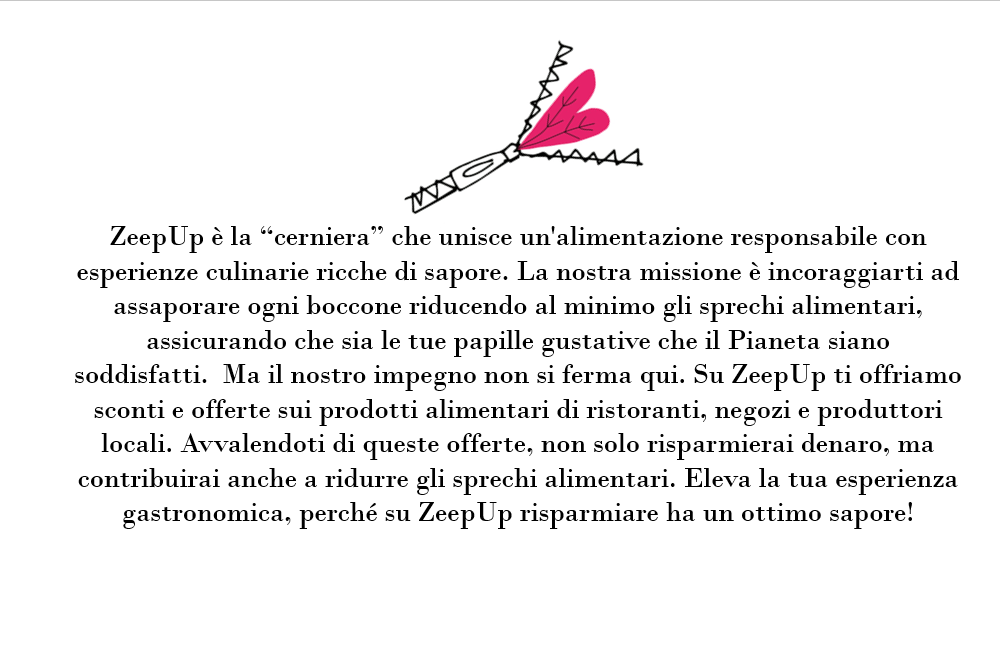 ZeepUp è la “cerniera” che unisce un'alimentazione responsabile con
esperienze culinarie ricche di sapore. La nostra missione è incoraggiarti ad
assaporare ogni boccone riducendo al minimo gli sprechi alimentari,
assicurando che sia le tue papille gustative che il Pianeta siano
soddisfatti.  Ma il nostro impegno non si ferma qui. Su ZeepUp ti offriamo
sconti e offerte sui prodotti alimentari di ristoranti, negozi e produttori
locali. Avvalendoti di queste offerte, non solo risparmierai denaro, ma
contribuirai anche a ridurre gli sprechi alimentari. Eleva la tua esperienza
gastronomica, perché su ZeepUp risparmiare ha un ottimo sapore!